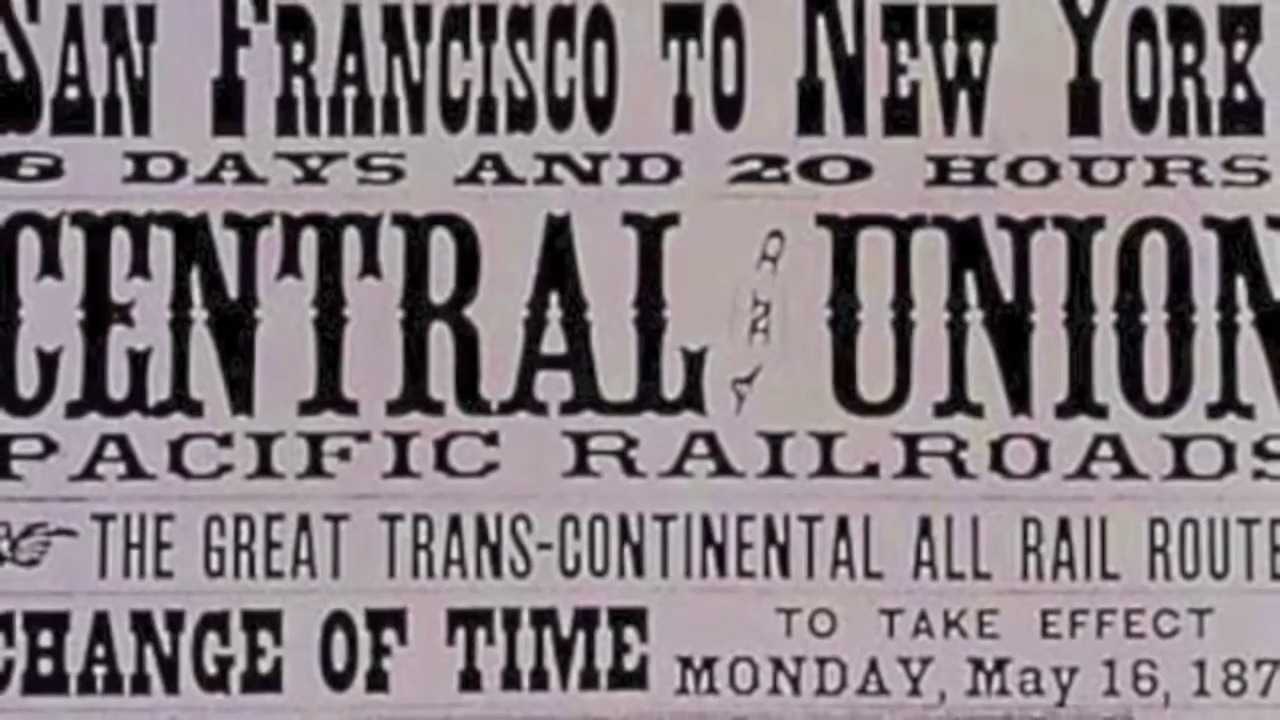 SAN FRANCISCO TO NEW YORK
6 DAYS AND 20 HOURS
CENTRAL AND UNION
PACIFIC RAILROADS
THE GREAT TRANS-CONTINENTAL ALL RAIL ROUTE
CHANGE OF TIME
TO TAKE EFFECT
MONDAY, May 16, 187